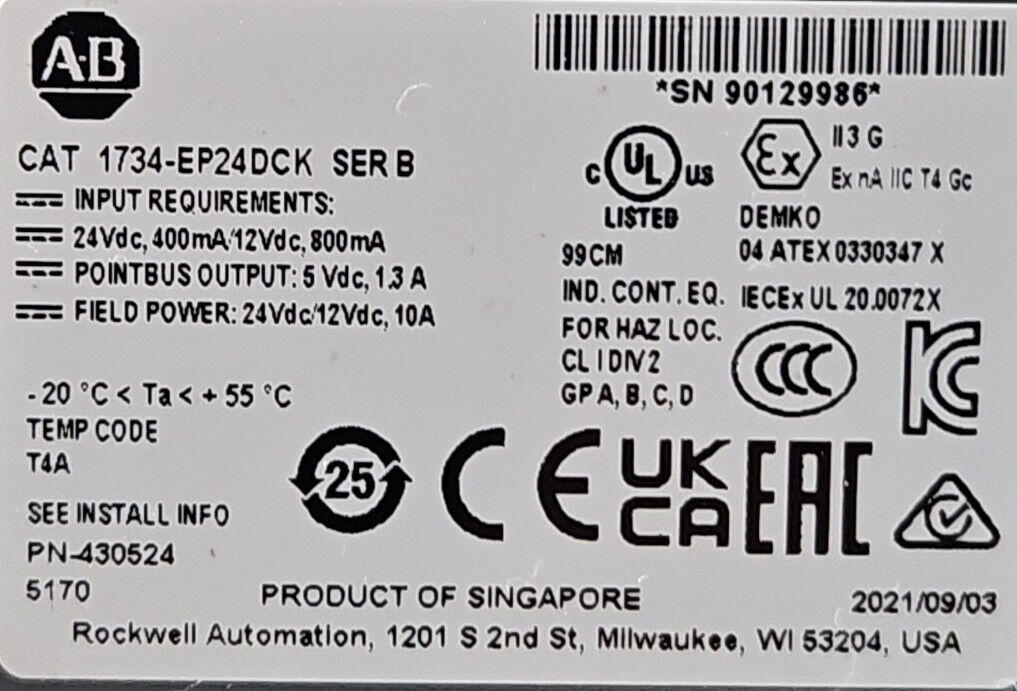 A·B
*SN 90129986*
CAT 1734-EP24DCK SER B
INPUT REQUIREMENTS:
24Vdc, 400mA/12Vdc, 800mA
POINTBUS OUTPUT: 5 Vdc, 1.3 A
FIELD POWER: 24Vdc/12Vdc, 10A
C UL US
LISTED
99CM
IND. CONT. EQ.
FOR HAZ LOC.
CL I DIV 2
GP A, B, C, D
Ex
II 3 G
Ex nA IIC T4 Gc
DEMKO
04 ATEX 0330347 X
IECEx UL 20.0072X
CCC
KC
-20 °C < Ta < + 55 °C
TEMP CODE
T4A
SEE INSTALL INFO
PN-430524
5170
25
CE
UK
CA
EAC
PRODUCT OF SINGAPORE
2021/09/03
Rockwell Automation, 1201 S 2nd St, Milwaukee, WI 53204, USA